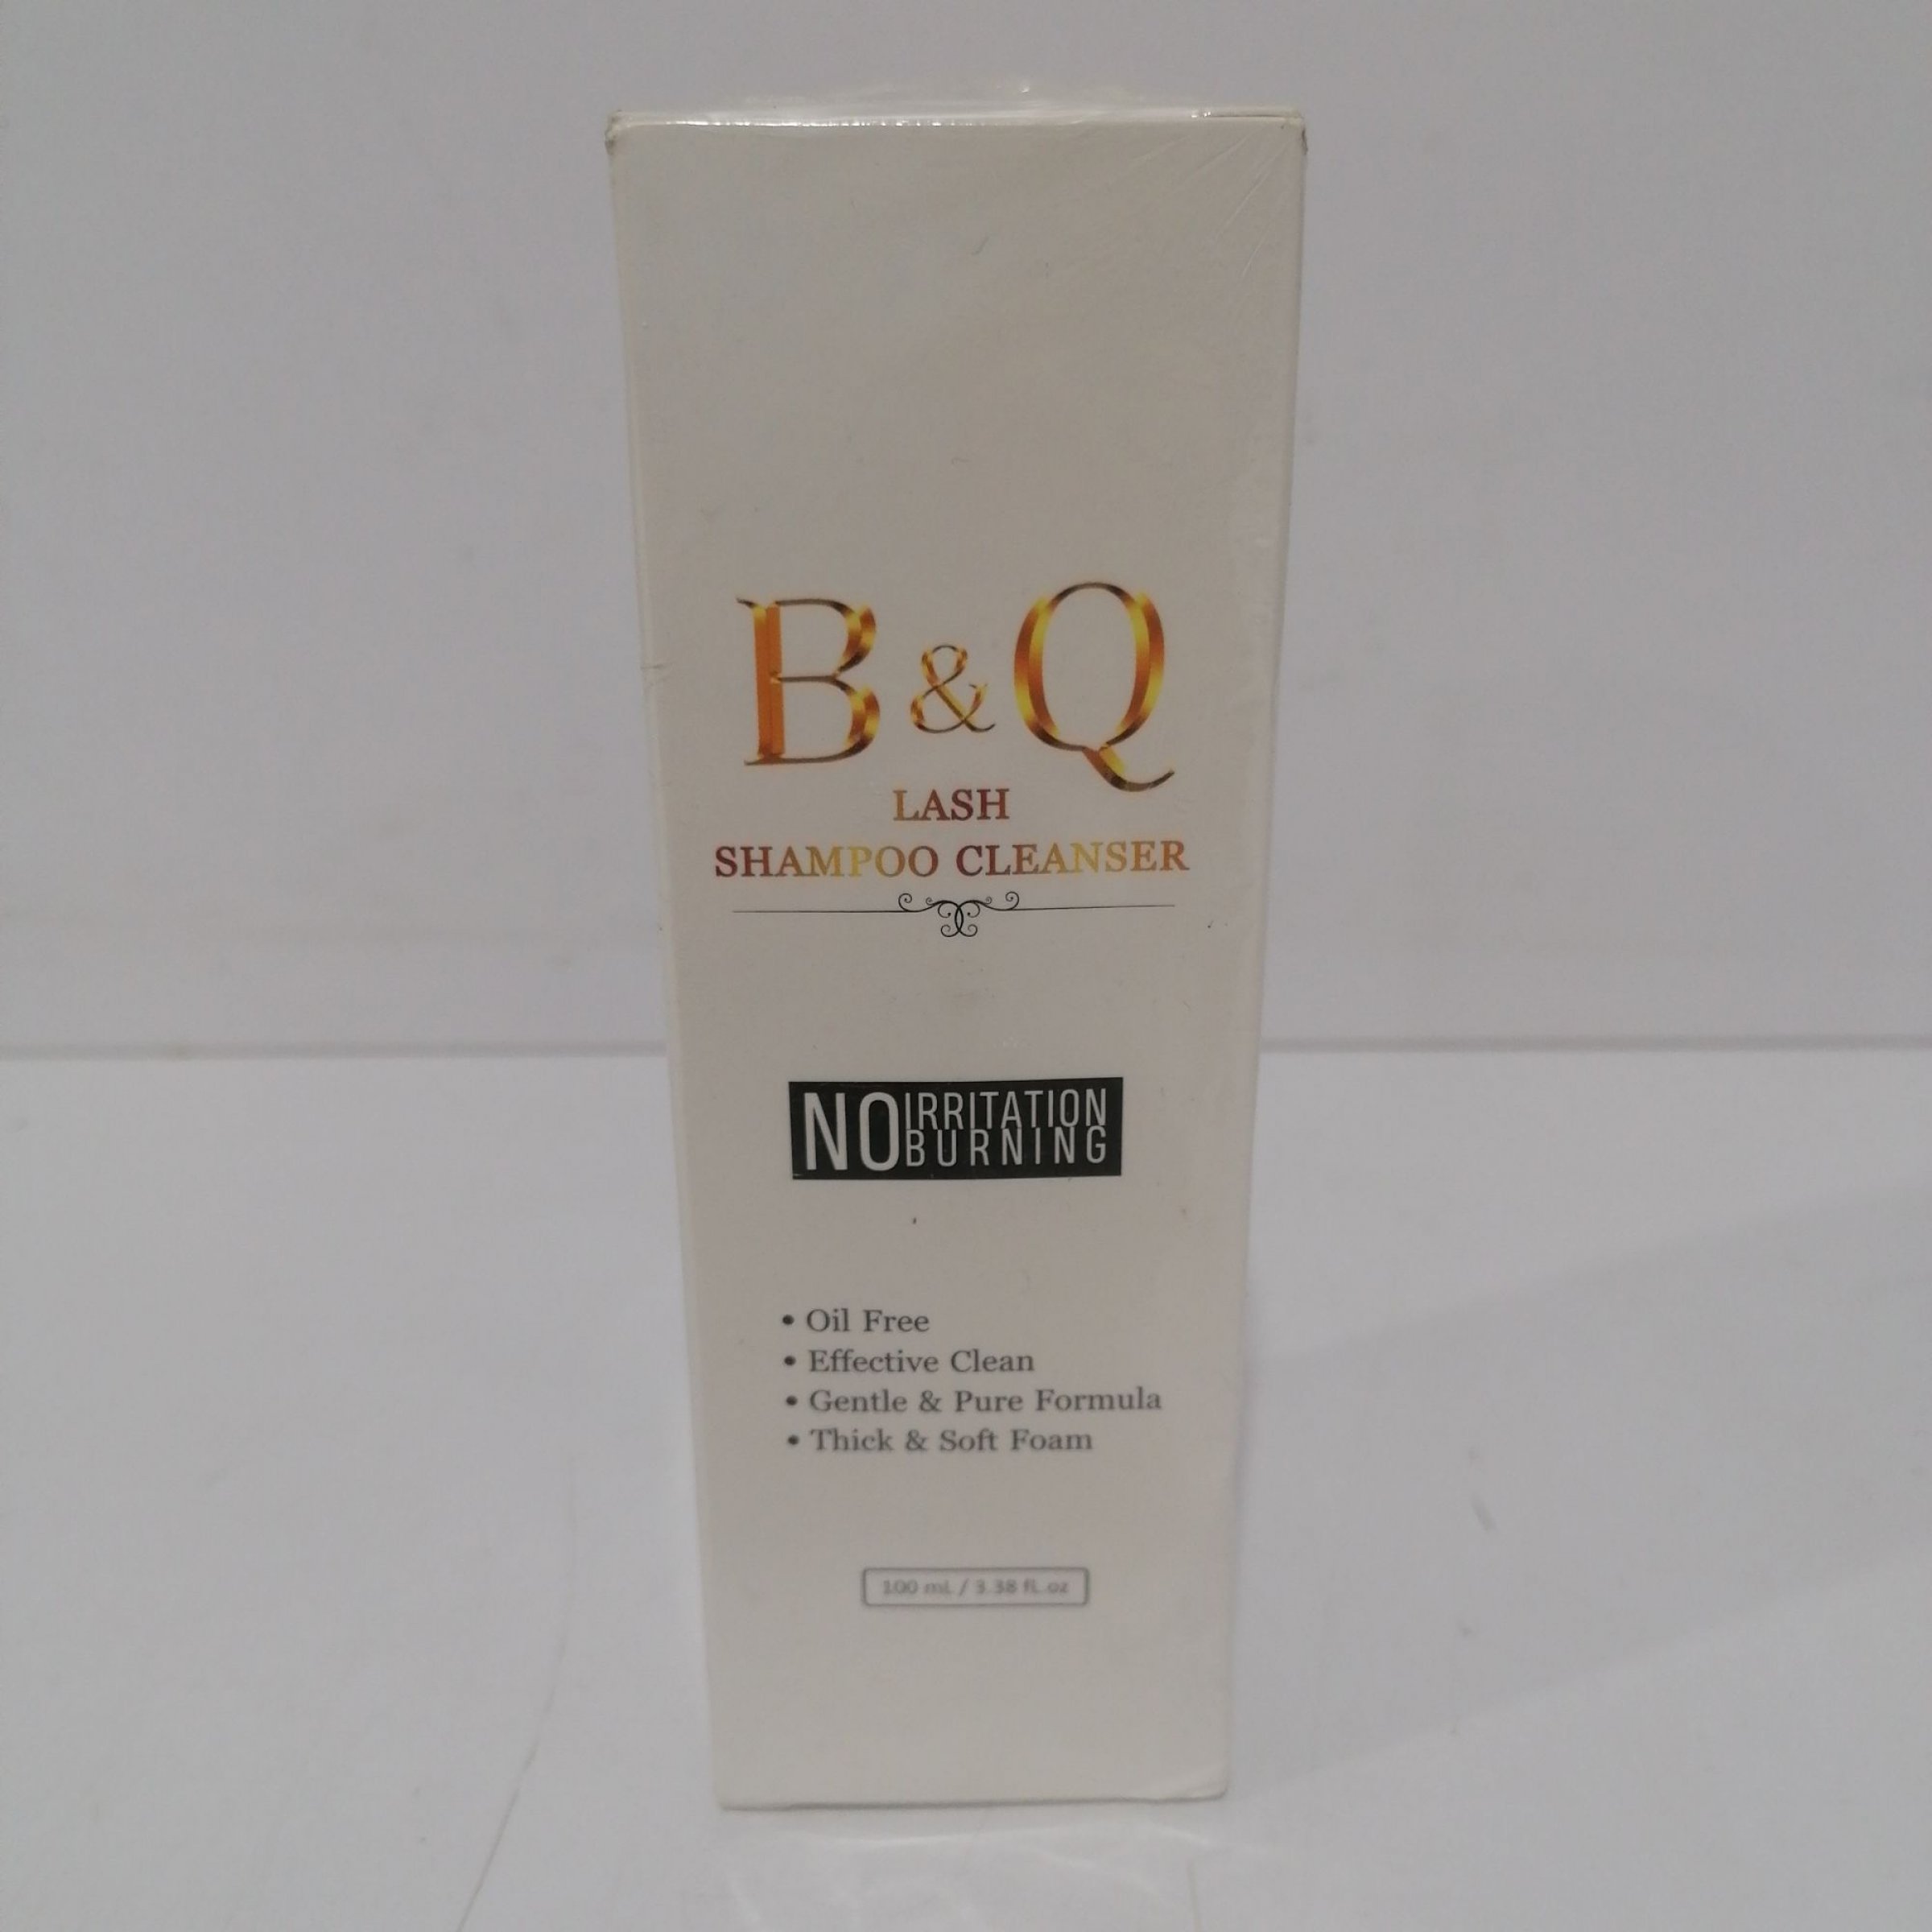 B & Q
LASH
SHAMPOO CLEANSER
NO IRRITATION
BURNING
• Oil Free
• Effective Clean
• Gentle & Pure Formula
• Thick & Soft Foam
100 mL / 3.38 fL oz